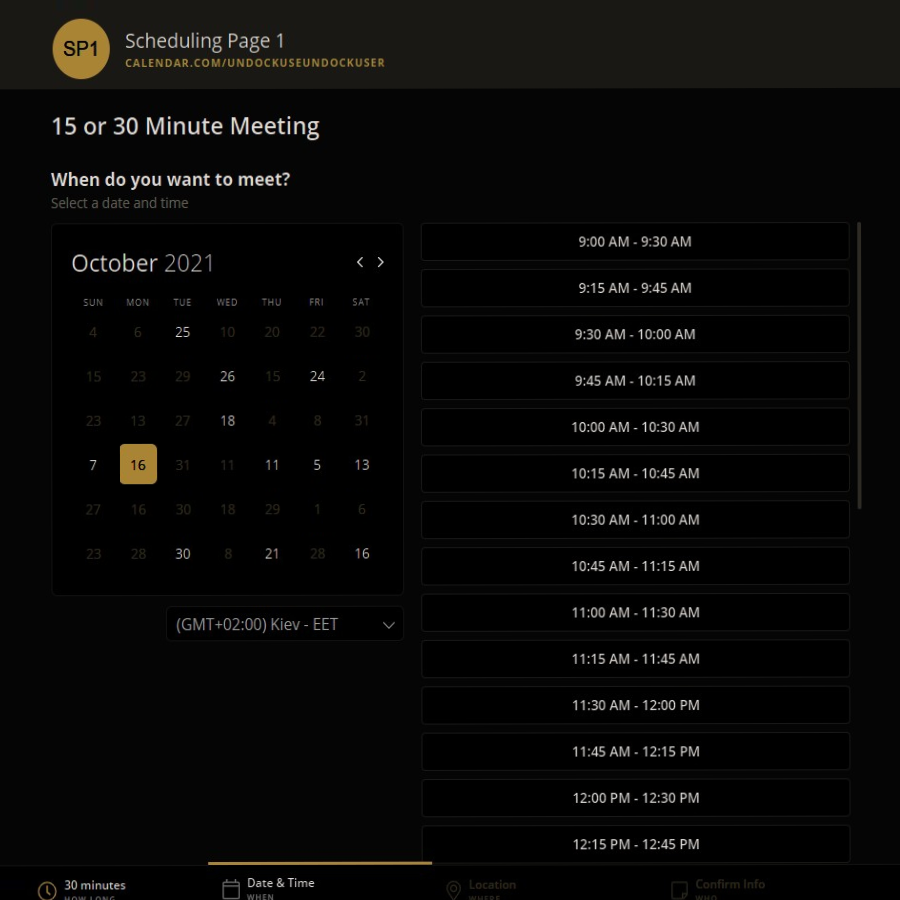 SP1
Scheduling Page 1
CALENDAR.COM/UNDOCKUSEUNDOCKUSER
15 or 30 Minute Meeting
When do you want to meet?
Select a date and time
October 2021
SUN MON TUE WED THU FRI SAT
4 6 25 10 20 22 30
15 23 29 26 15 24 2
23 13 27 18 4 8 31
7 16 31 11 11 5 13
27 16 30 18 29 1 6
23 28 30 8 21 28 16
(GMT+02:00) Kiev - EET
9:00 AM - 9:30 AM
9:15 AM - 9:45 AM
9:30 AM - 10:00 AM
9:45 AM - 10:15 AM
10:00 AM - 10:30 AM
10:15 AM - 10:45 AM
10:30 AM - 11:00 AM
10:45 AM - 11:15 AM
11:00 AM - 11:30 AM
11:15 AM - 11:45 AM
11:30 AM - 12:00 PM
11:45 AM - 12:15 PM
12:00 PM - 12:30 PM
12:15 PM - 12:45 PM
30 minutes
HOW LONG
Date & Time
WHEN
Location
WHERE
Confirm Info
WHO